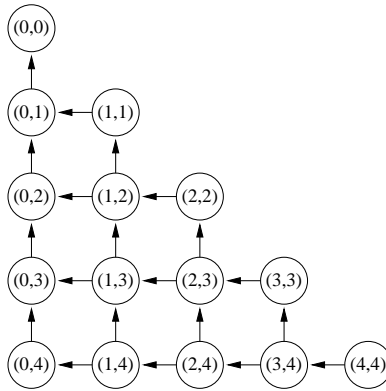 (0,0)
(0,1) (1,1)
(0,2) (1,2) (2,2)
(0,3) (1,3) (2,3) (3,3)
(0,4) (1,4) (2,4) (3,4) (4,4)